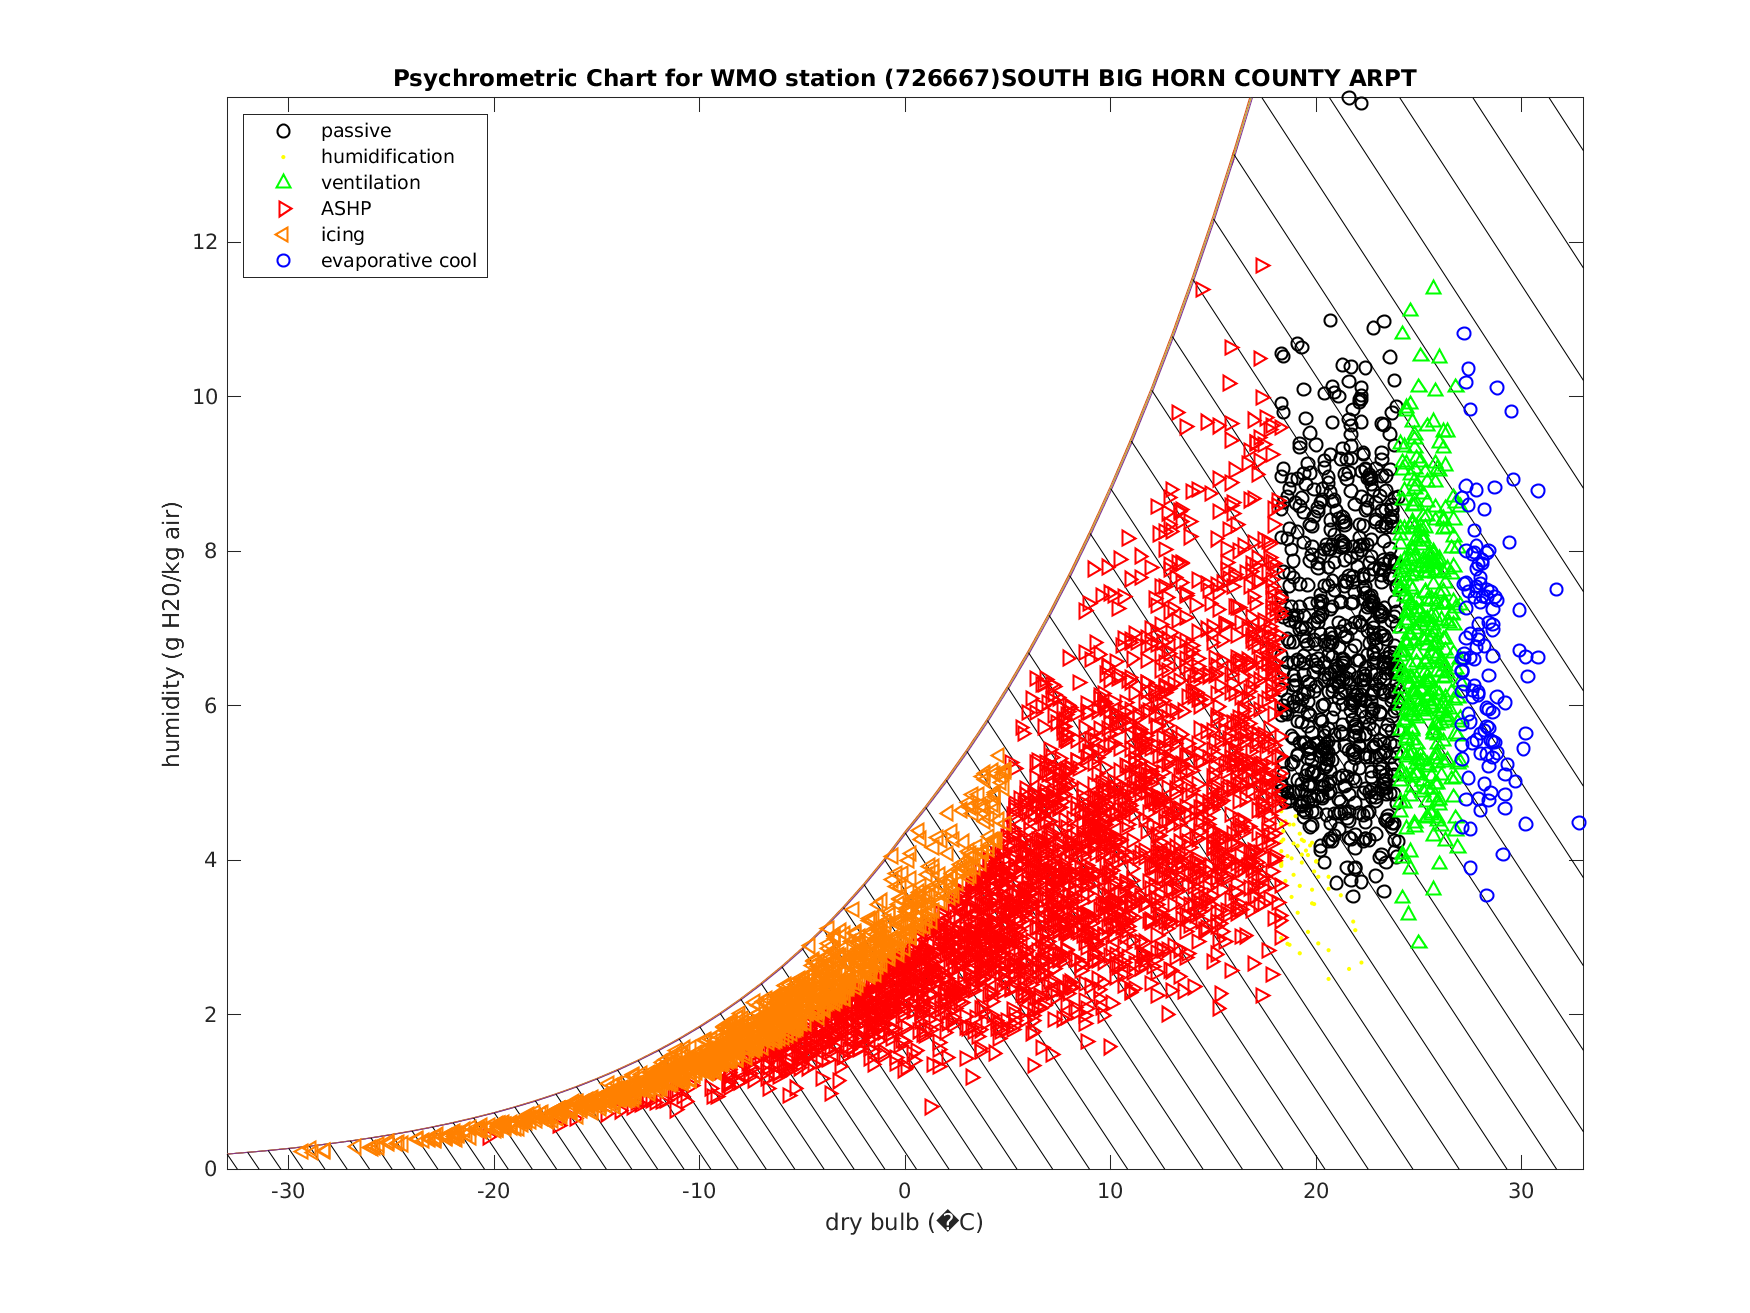 Psychrometric Chart for WMO station (726667)SOUTH BIG HORN COUNTY ARPT
passive
humidification
ventilation
ASHP
icing
evaporative cool
humidity (g H20/kg air)
12
10
8
6
4
2
0
-30 -20 -10 0 10 20 30
dry bulb (�C)